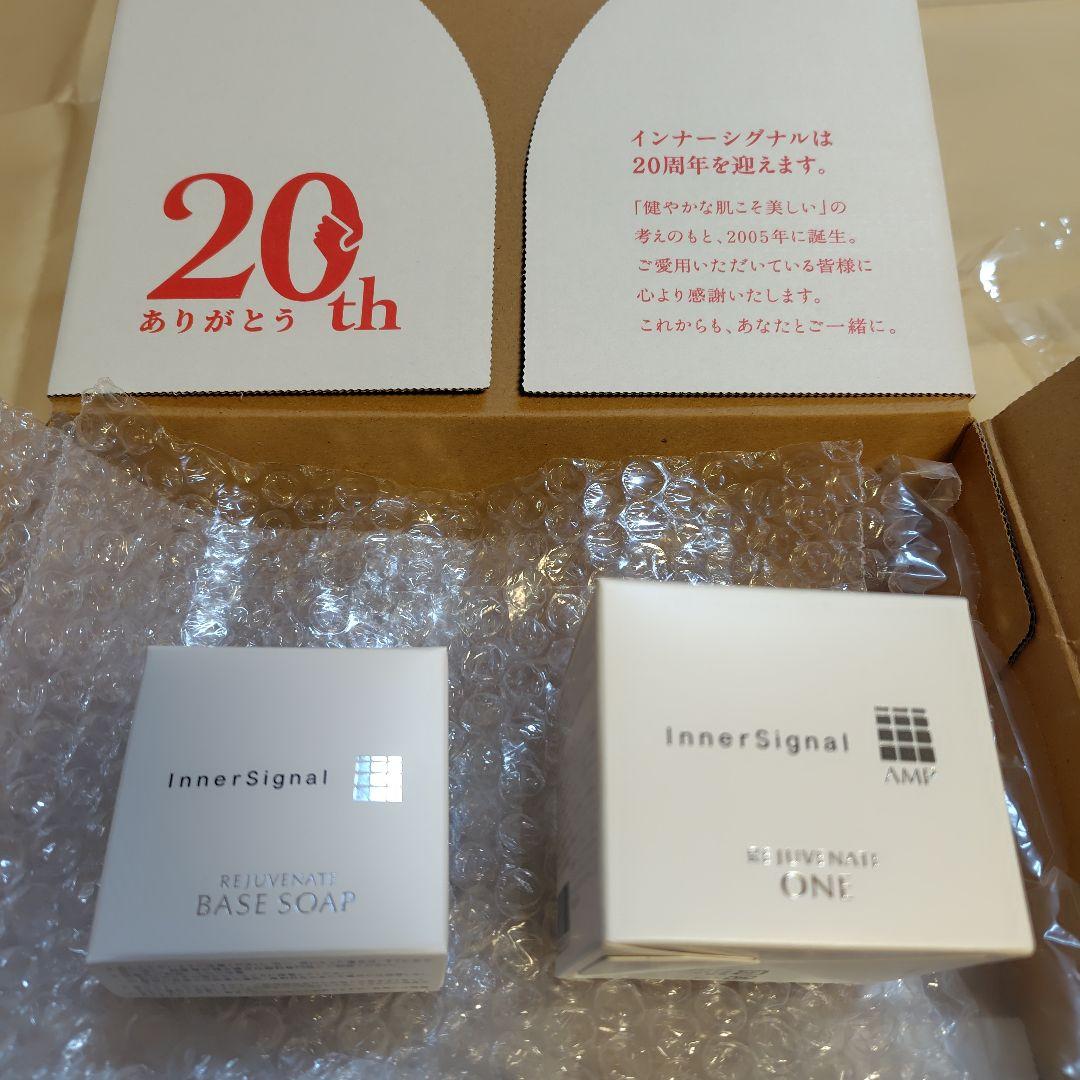 20th
ありがとう
インナーシグナルは
20周年を迎えます。
「健やかな肌こそ美しい」の
考えのもと、2005年に誕生。
ご愛用いただいている皆様に
心より感謝いたします。
これからも、あなたとご一緒に。
InnerSignal
REJUVENATE
BASE SOAP
InnerSignal
AMP
REJUVENATE
ONE